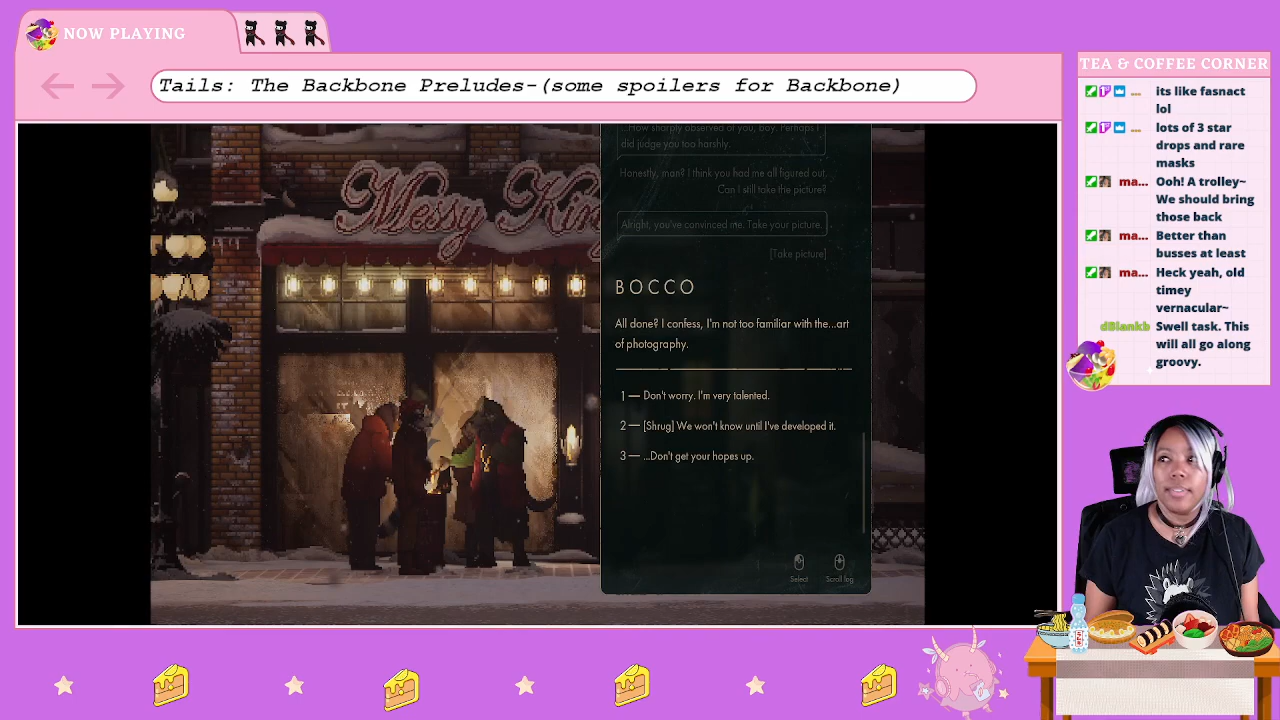 NOW PLAYING
Tails: The Backbone Preludes-(some spoilers for Backbone)
TEA & COFFEE CORNER
its like fasnact
lol
lots of 3 star
drops and rare
masks
ma... Ooh! A trolley~
We should bring
those back
ma... Better than
busses at least
ma... Heck yeah, old
timey
vernacular~
dBlankb Swell task. This
will all go along
groovy.
Messy Kin
...How sharply observed of you, boy. Perhaps I
did judge you too harshly.
Honestly, man? I think you had me all figured out.
Can I still take the picture?
Alright, you've convinced me. Take your picture.
[Take picture]
BOCCO
All done? I confess, I'm not too familiar with the...art
of photography.
1 — Don't worry. I'm very talented.
2 — [Shrug] We won't know until I've developed it.
3 — ...Don't get your hopes up.
Select
Scroll log